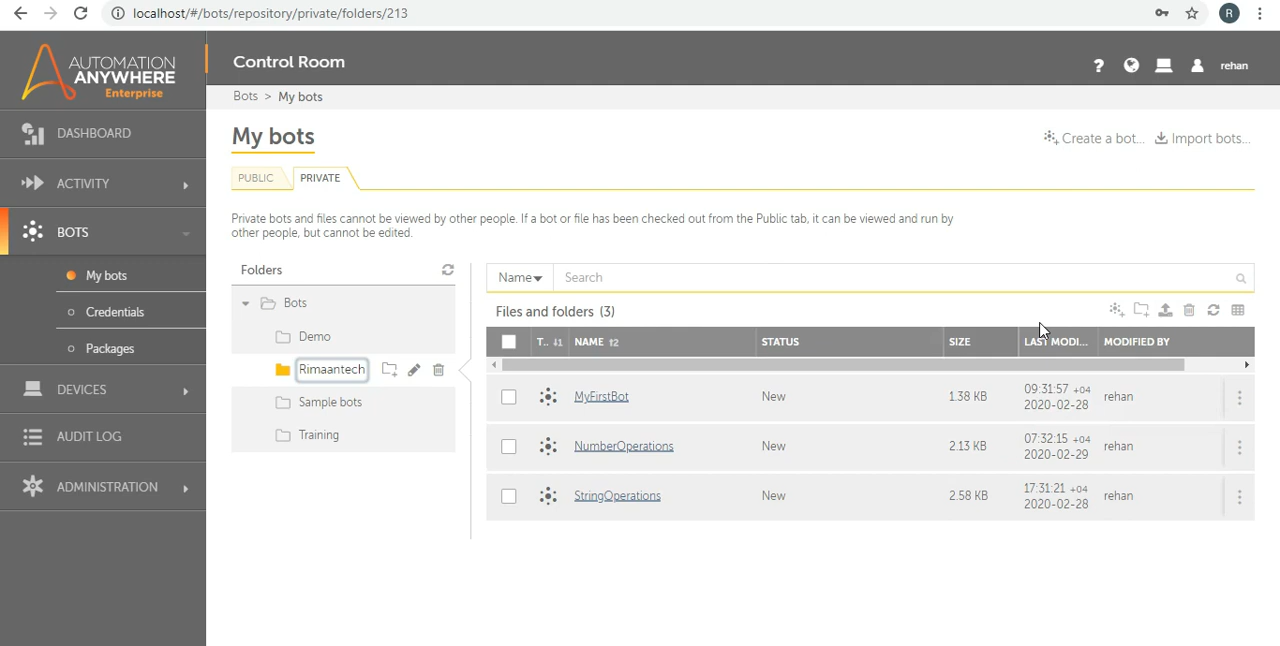 localhost/#/bots/repository/private/folders/213
R
AUTOMATION
ANYWHERE
Enterprise
Control Room
? rehan
Bots > My bots
DASHBOARD
ACTIVITY
BOTS
My bots
Credentials
Packages
DEVICES
AUDIT LOG
ADMINISTRATION
My bots
Create a bot... Import bots...
PUBLIC PRIVATE
Private bots and files cannot be viewed by other people. If a bot or file has been checked out from the Public tab, it can be viewed and run by
other people, but cannot be edited.
Folders
Bots
Demo
Rimaantech
Sample bots
Training
Name Search
Files and folders (3)
T.. NAME STATUS SIZE LAST MODI... MODIFIED BY
MyFirstBot New 1.38 KB 09:31:57 +04 rehan
2020-02-28
NumberOperations New 2.13 KB 07:32:15 +04 rehan
2020-02-29
StringOperations New 2.58 KB 17:31:21 +04 rehan
2020-02-28